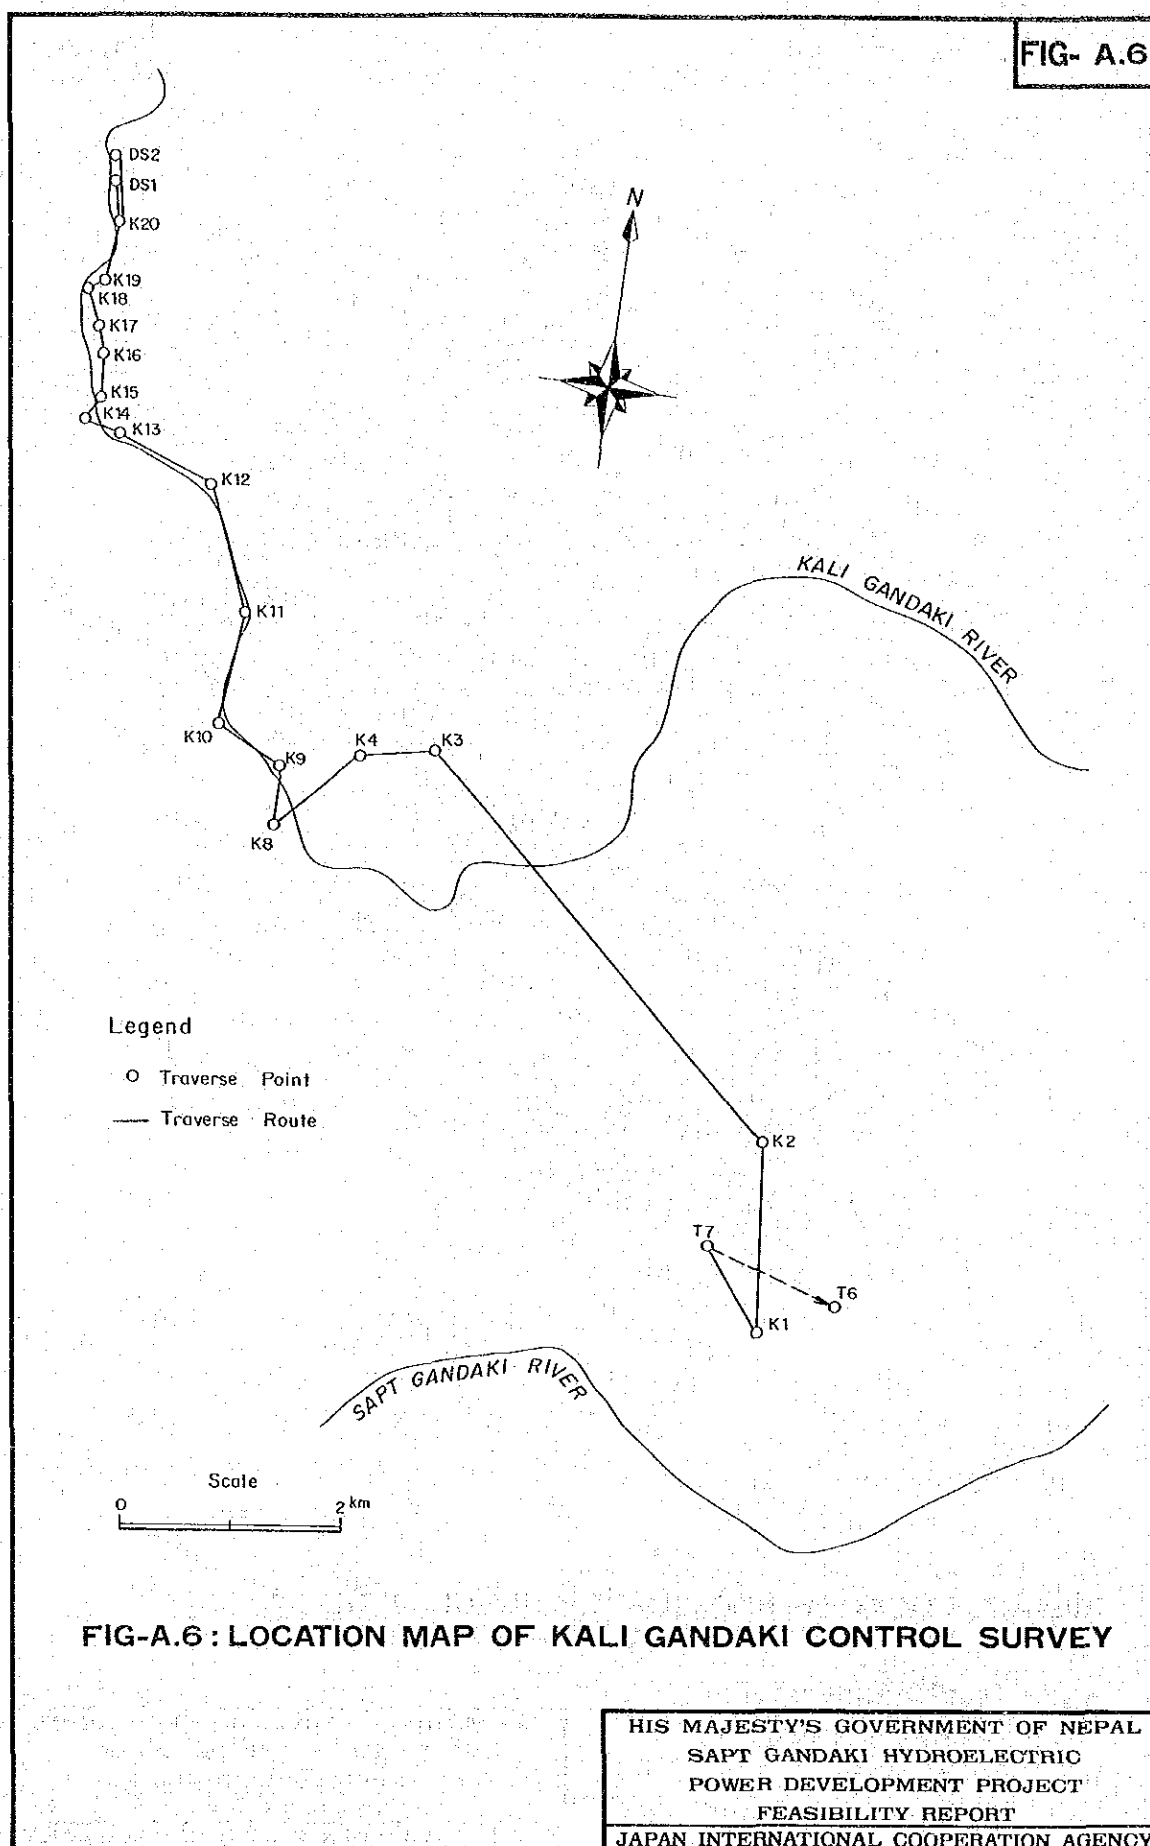 FIG- A.6
DS2
DS1
K20
N
K19
K18
K17
K16
K15
K14
K13
K12
KALI GANDAKI RIVER
K11
K10
K9
K4
K3
K8
Legend
O Traverse Point
— Traverse Route
K2
T7
T6
K1
SAPT GANDAKI RIVER
Scale
0 2 km
FIG-A.6 : LOCATION MAP OF KALI GANDAKI CONTROL SURVEY
HIS MAJESTY'S GOVERNMENT OF NEPAL
SAPT GANDAKI HYDROELECTRIC
POWER DEVELOPMENT PROJECT
FEASIBILITY REPORT
JAPAN INTERNATIONAL COOPERATION AGENCY